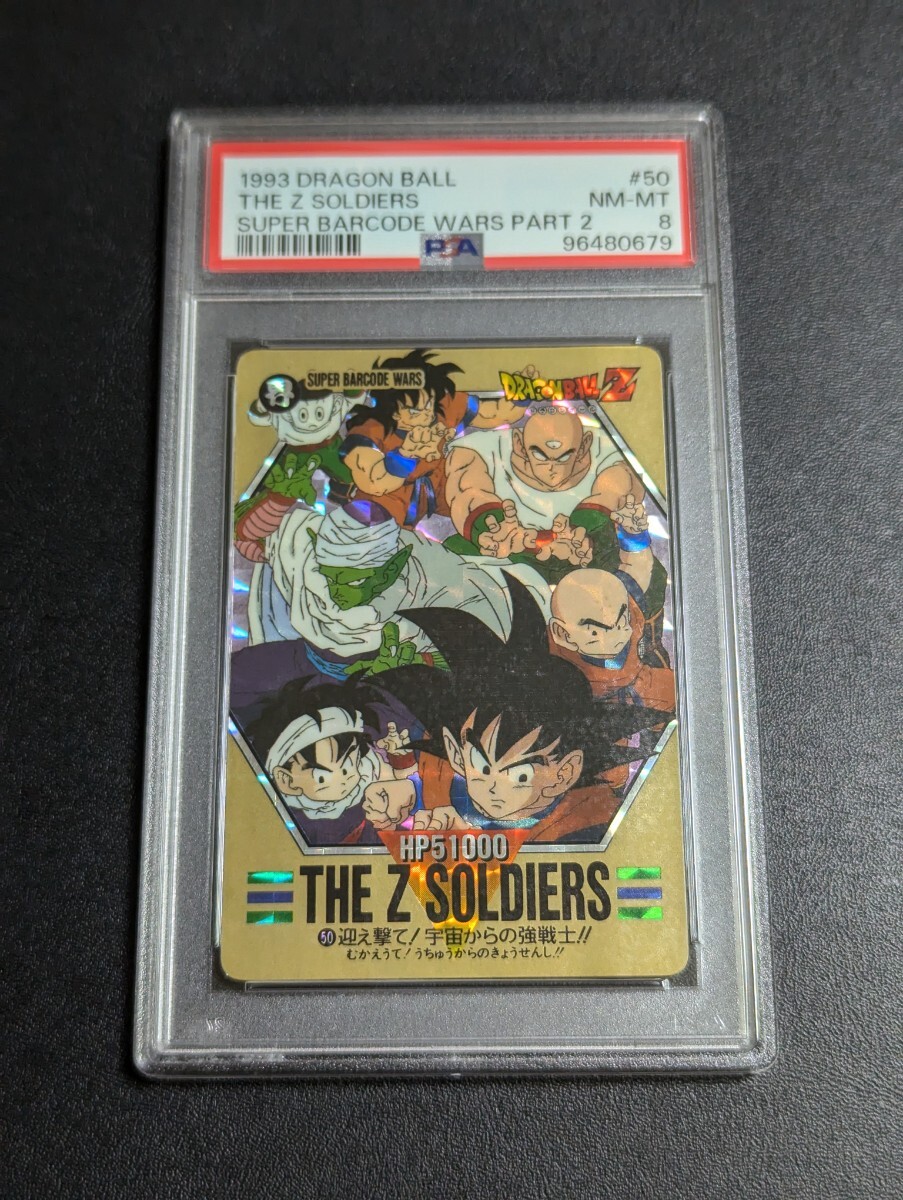 1993 DRAGON BALL #50
THE Z SOLDIERS NM-MT
SUPER BARCODE WARS PART 2 8
PSA 96480679
SUPER BARCODE WARS
DRAGON BALL Z
HP51000
THE Z SOLDIERS
50 迎え撃て!宇宙からの強戦士!!
むかえうて!うちゅうからのきょうせんし!!